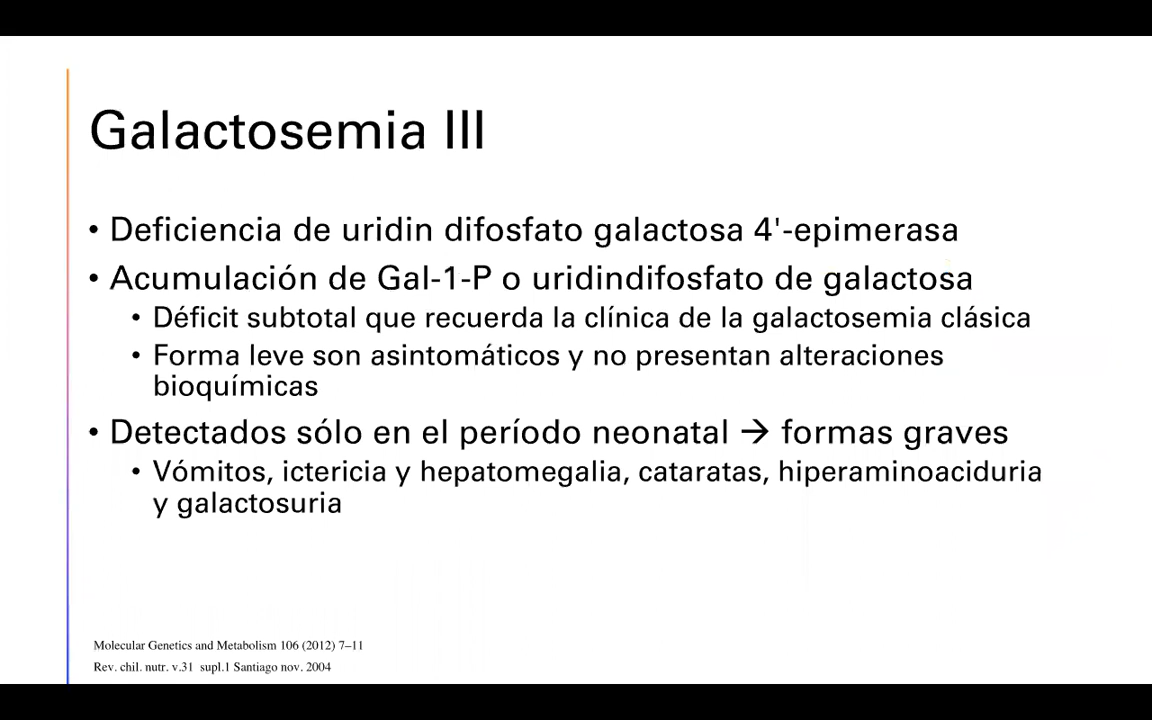 Galactosemia III
• Deficiencia de uridin difosfato galactosa 4'-epimerasa
• Acumulación de Gal-1-P o uridindifosfato de galactosa
• Déficit subtotal que recuerda la clínica de la galactosemia clásica
• Forma leve son asintomáticos y no presentan alteraciones
bioquímicas
• Detectados sólo en el período neonatal → formas graves
• Vómitos, ictericia y hepatomegalia, cataratas, hiperaminoaciduria
y galactosuria
Molecular Genetics and Metabolism 106 (2012) 7–11
Rev. chil. nutr. v.31 supl.1 Santiago nov. 2004